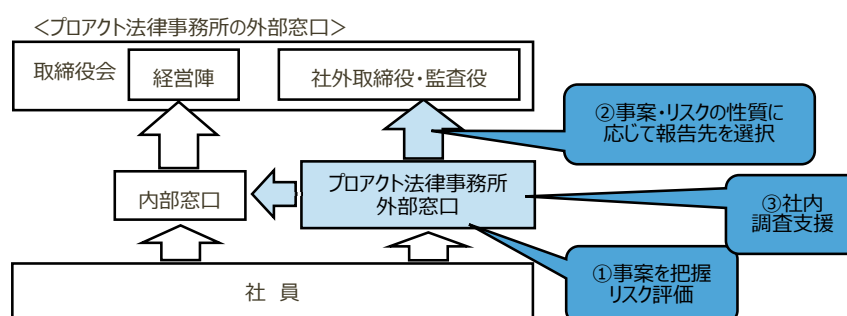 ＜プロアクト法律事務所の外部窓口＞
取締役会
経営陣
社外取締役・監査役
②事案・リスクの性質に
応じて報告先を選択
内部窓口
プロアクト法律事務所
外部窓口
③社内
調査支援
①事案を把握
リスク評価
社 員